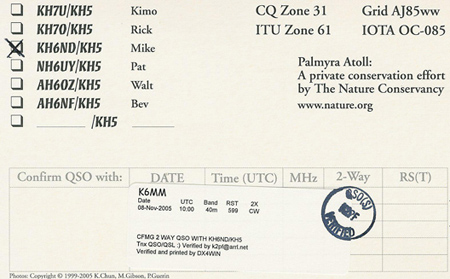 KH7U/KH5 Kimo CQ Zone 31 Grid AJ85ww
KH7O/KH5 Rick ITU Zone 61 IOTA OC-085
KH6ND/KH5 Mike
NH6UY/KH5 Pat Palmyra Atoll:
AH6OZ/KH5 Walt A private conservation effort
AH6NF/KH5 Bev by The Nature Conservancy
/KH5 www.nature.org
Confirm QSO with: DATE Time (UTC) MHz 2-Way RS(T)
K6MM
Date UTC Band RST 2X
08-Nov-2005 10:00 40m 599 CW
CFMG 2 WAY QSO WITH KH6ND/KH5
Tnx QSO/QSL :) Verified by k2pf@arrl.net
Verified and printed by DX4WIN
QSO(S)
VERIFIED
Photos: Copyright © 1999-2005 K.Chun, M.Gibson, P.Guerin